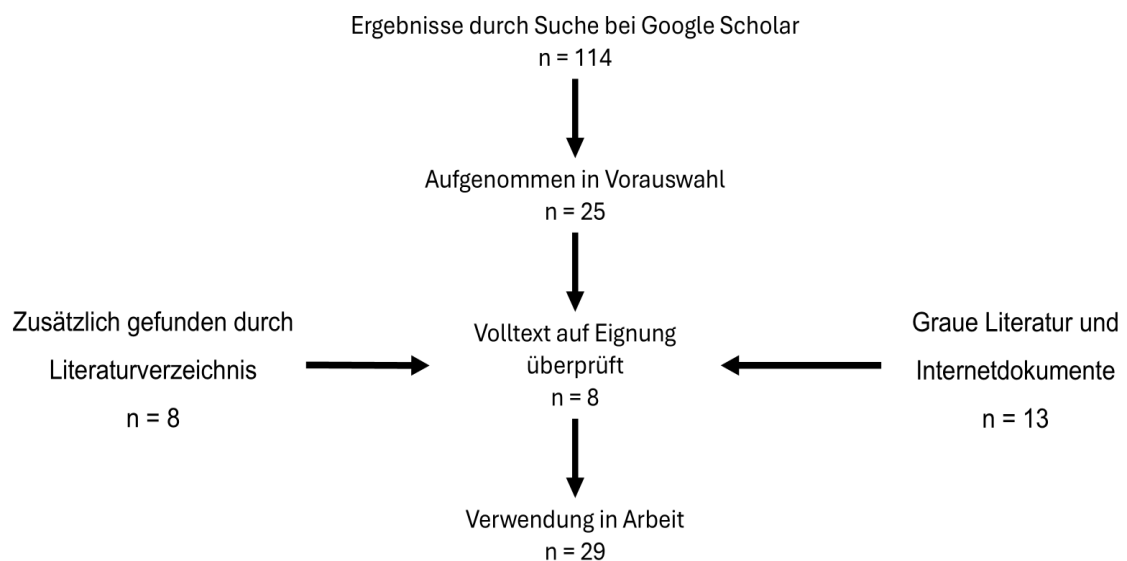 Ergebnisse durch Suche bei Google Scholar
n = 114
Aufgenommen in Vorauswahl
n = 25
Zusätzlich gefunden durch
Literaturverzeichnis
n = 8
Volltext auf Eignung
überprüft
n = 8
Graue Literatur und
Internetdokumente
n = 13
Verwendung in Arbeit
n = 29